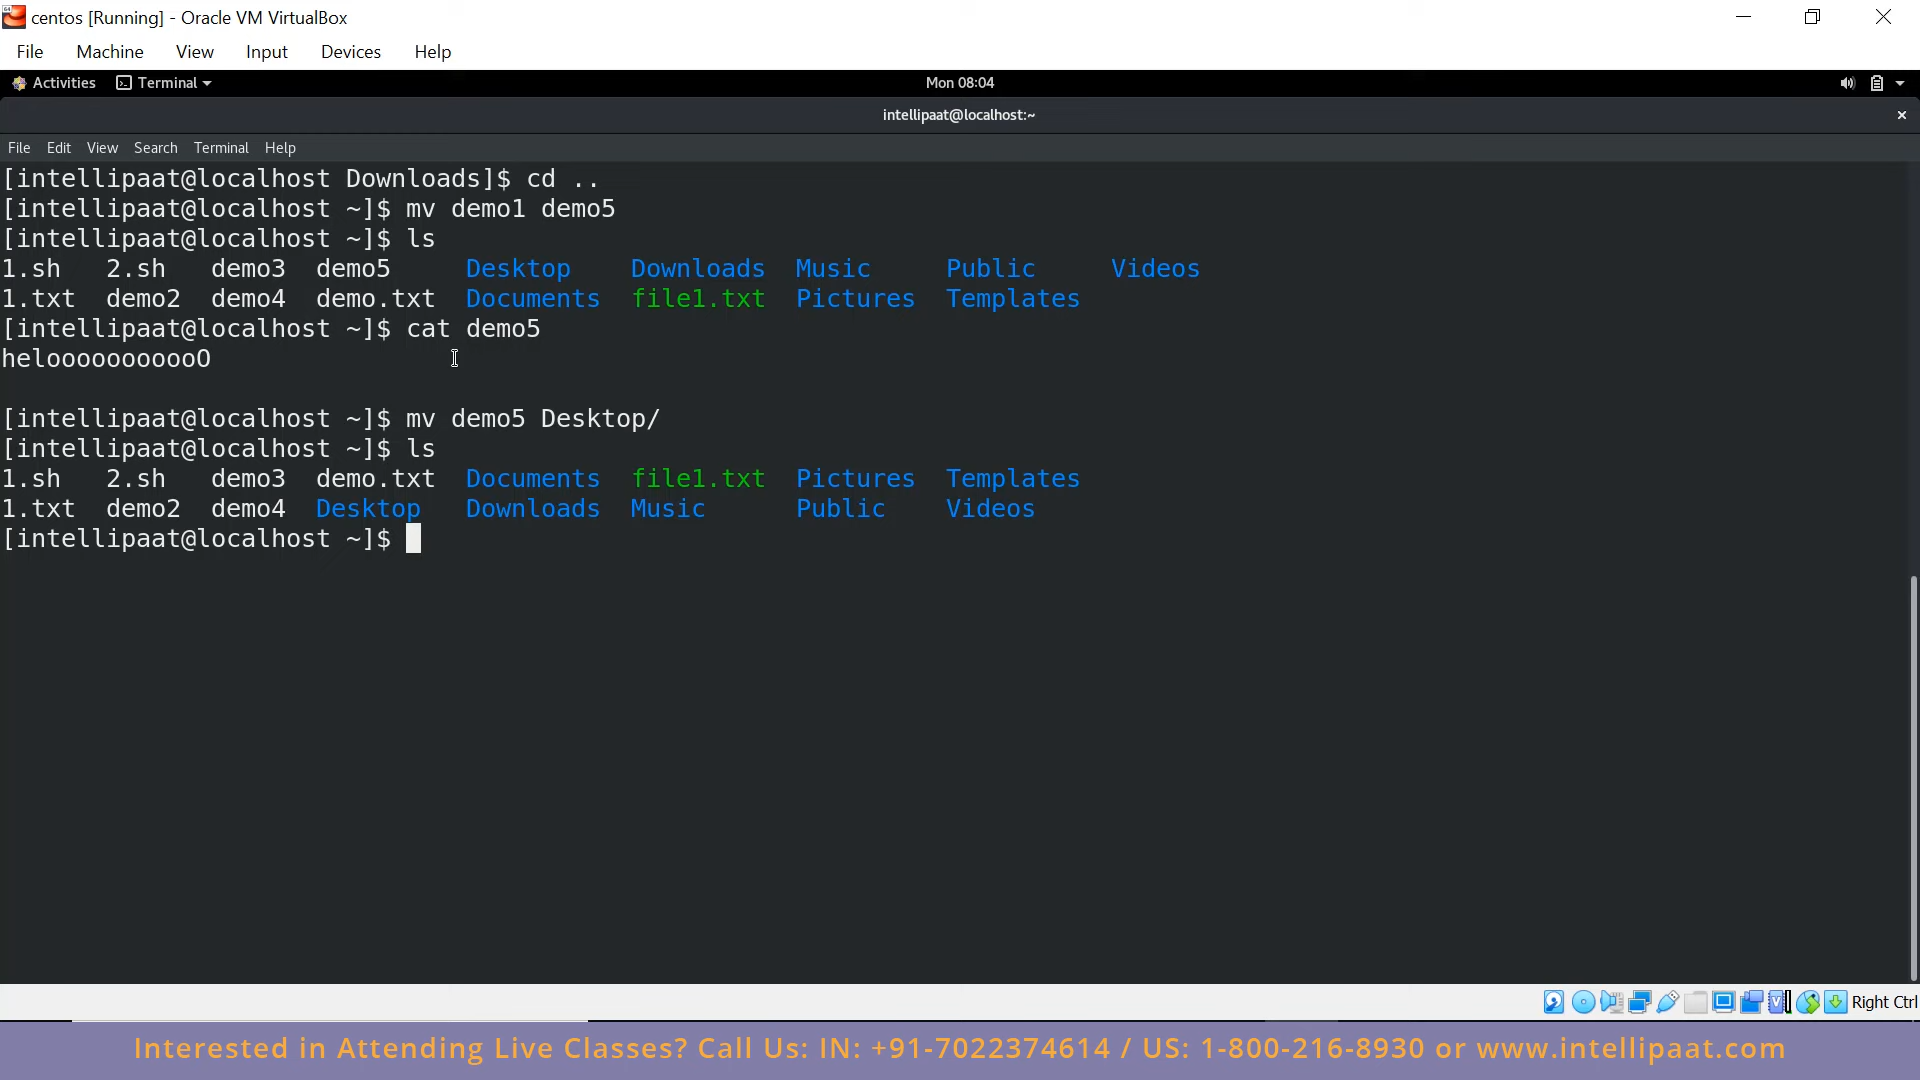 centos [Running] - Oracle VM VirtualBox
File Machine View Input Devices Help
Activities Terminal Mon 08:04
intellipaat@localhost:~
File Edit View Search Terminal Help
[intellipaat@localhost Downloads]$ cd ..
[intellipaat@localhost ~]$ mv demo1 demo5
[intellipaat@localhost ~]$ ls
1.sh 2.sh demo3 demo5 Desktop Downloads Music Public Videos
1.txt demo2 demo4 demo.txt Documents file1.txt Pictures Templates
[intellipaat@localhost ~]$ cat demo5
helooooooooooO
[intellipaat@localhost ~]$ mv demo5 Desktop/
[intellipaat@localhost ~]$ ls
1.sh 2.sh demo3 demo.txt Documents file1.txt Pictures Templates
1.txt demo2 demo4 Desktop Downloads Music Public Videos
[intellipaat@localhost ~]$
Right Ctrl
Interested in Attending Live Classes? Call Us: IN: +91-7022374614 / US: 1-800-216-8930 or www.intellipaat.com